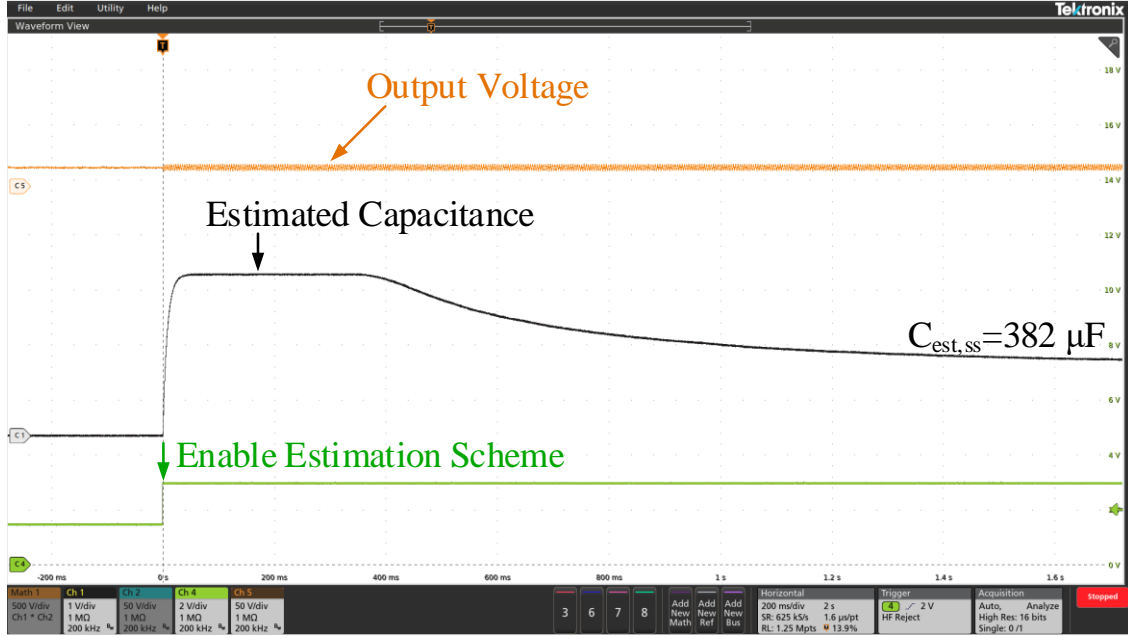 File Edit Utility Help
Tektronix
Waveform View
T
T
18 V
Output Voltage
16 V
C5
14 V
Estimated Capacitance
12 V
10 V
Cest,ss=382 μF
8 V
6 V
C1
Enable Estimation Scheme
4 V
C4
0 V
-200 ms 0 s 200 ms 400 ms 600 ms 800 ms 1 s 1.2 s 1.4 s 1.6 s
Math 1 Ch 1 Ch 2 Ch 4 Ch 5 Horizontal Trigger Acquisition Stopped
500 V/div 1 V/div 50 V/div 2 V/div 50 V/div 3 6 7 8 Add Add Add 200 ms/div 2 s 4 2 V Auto, Analyze
Ch1 * Ch2 1 MΩ 1 MΩ 1 MΩ 1 MΩ New New New SR: 625 kS/s 1.6 μs/pt HF Reject High Res: 16 bits
200 kHz 200 kHz 200 kHz 200 kHz Math Ref Bus RL: 1.25 Mpts 13.9% Single: 0 /1